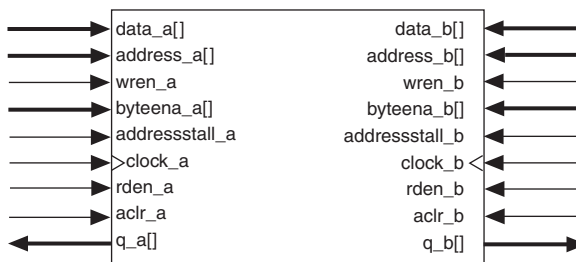 data_a[] data_b[]
address_a[] address_b[]
wren_a wren_b
byteena_a[] byteena_b[]
addressstall_a addressstall_b
clock_a clock_b
rden_a rden_b
aclr_a aclr_b
q_a[] q_b[]